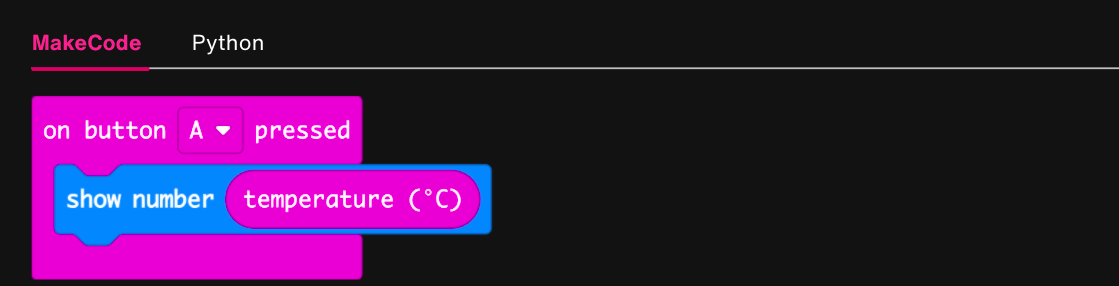 MakeCode Python
on button A pressed
show number temperature (°C)